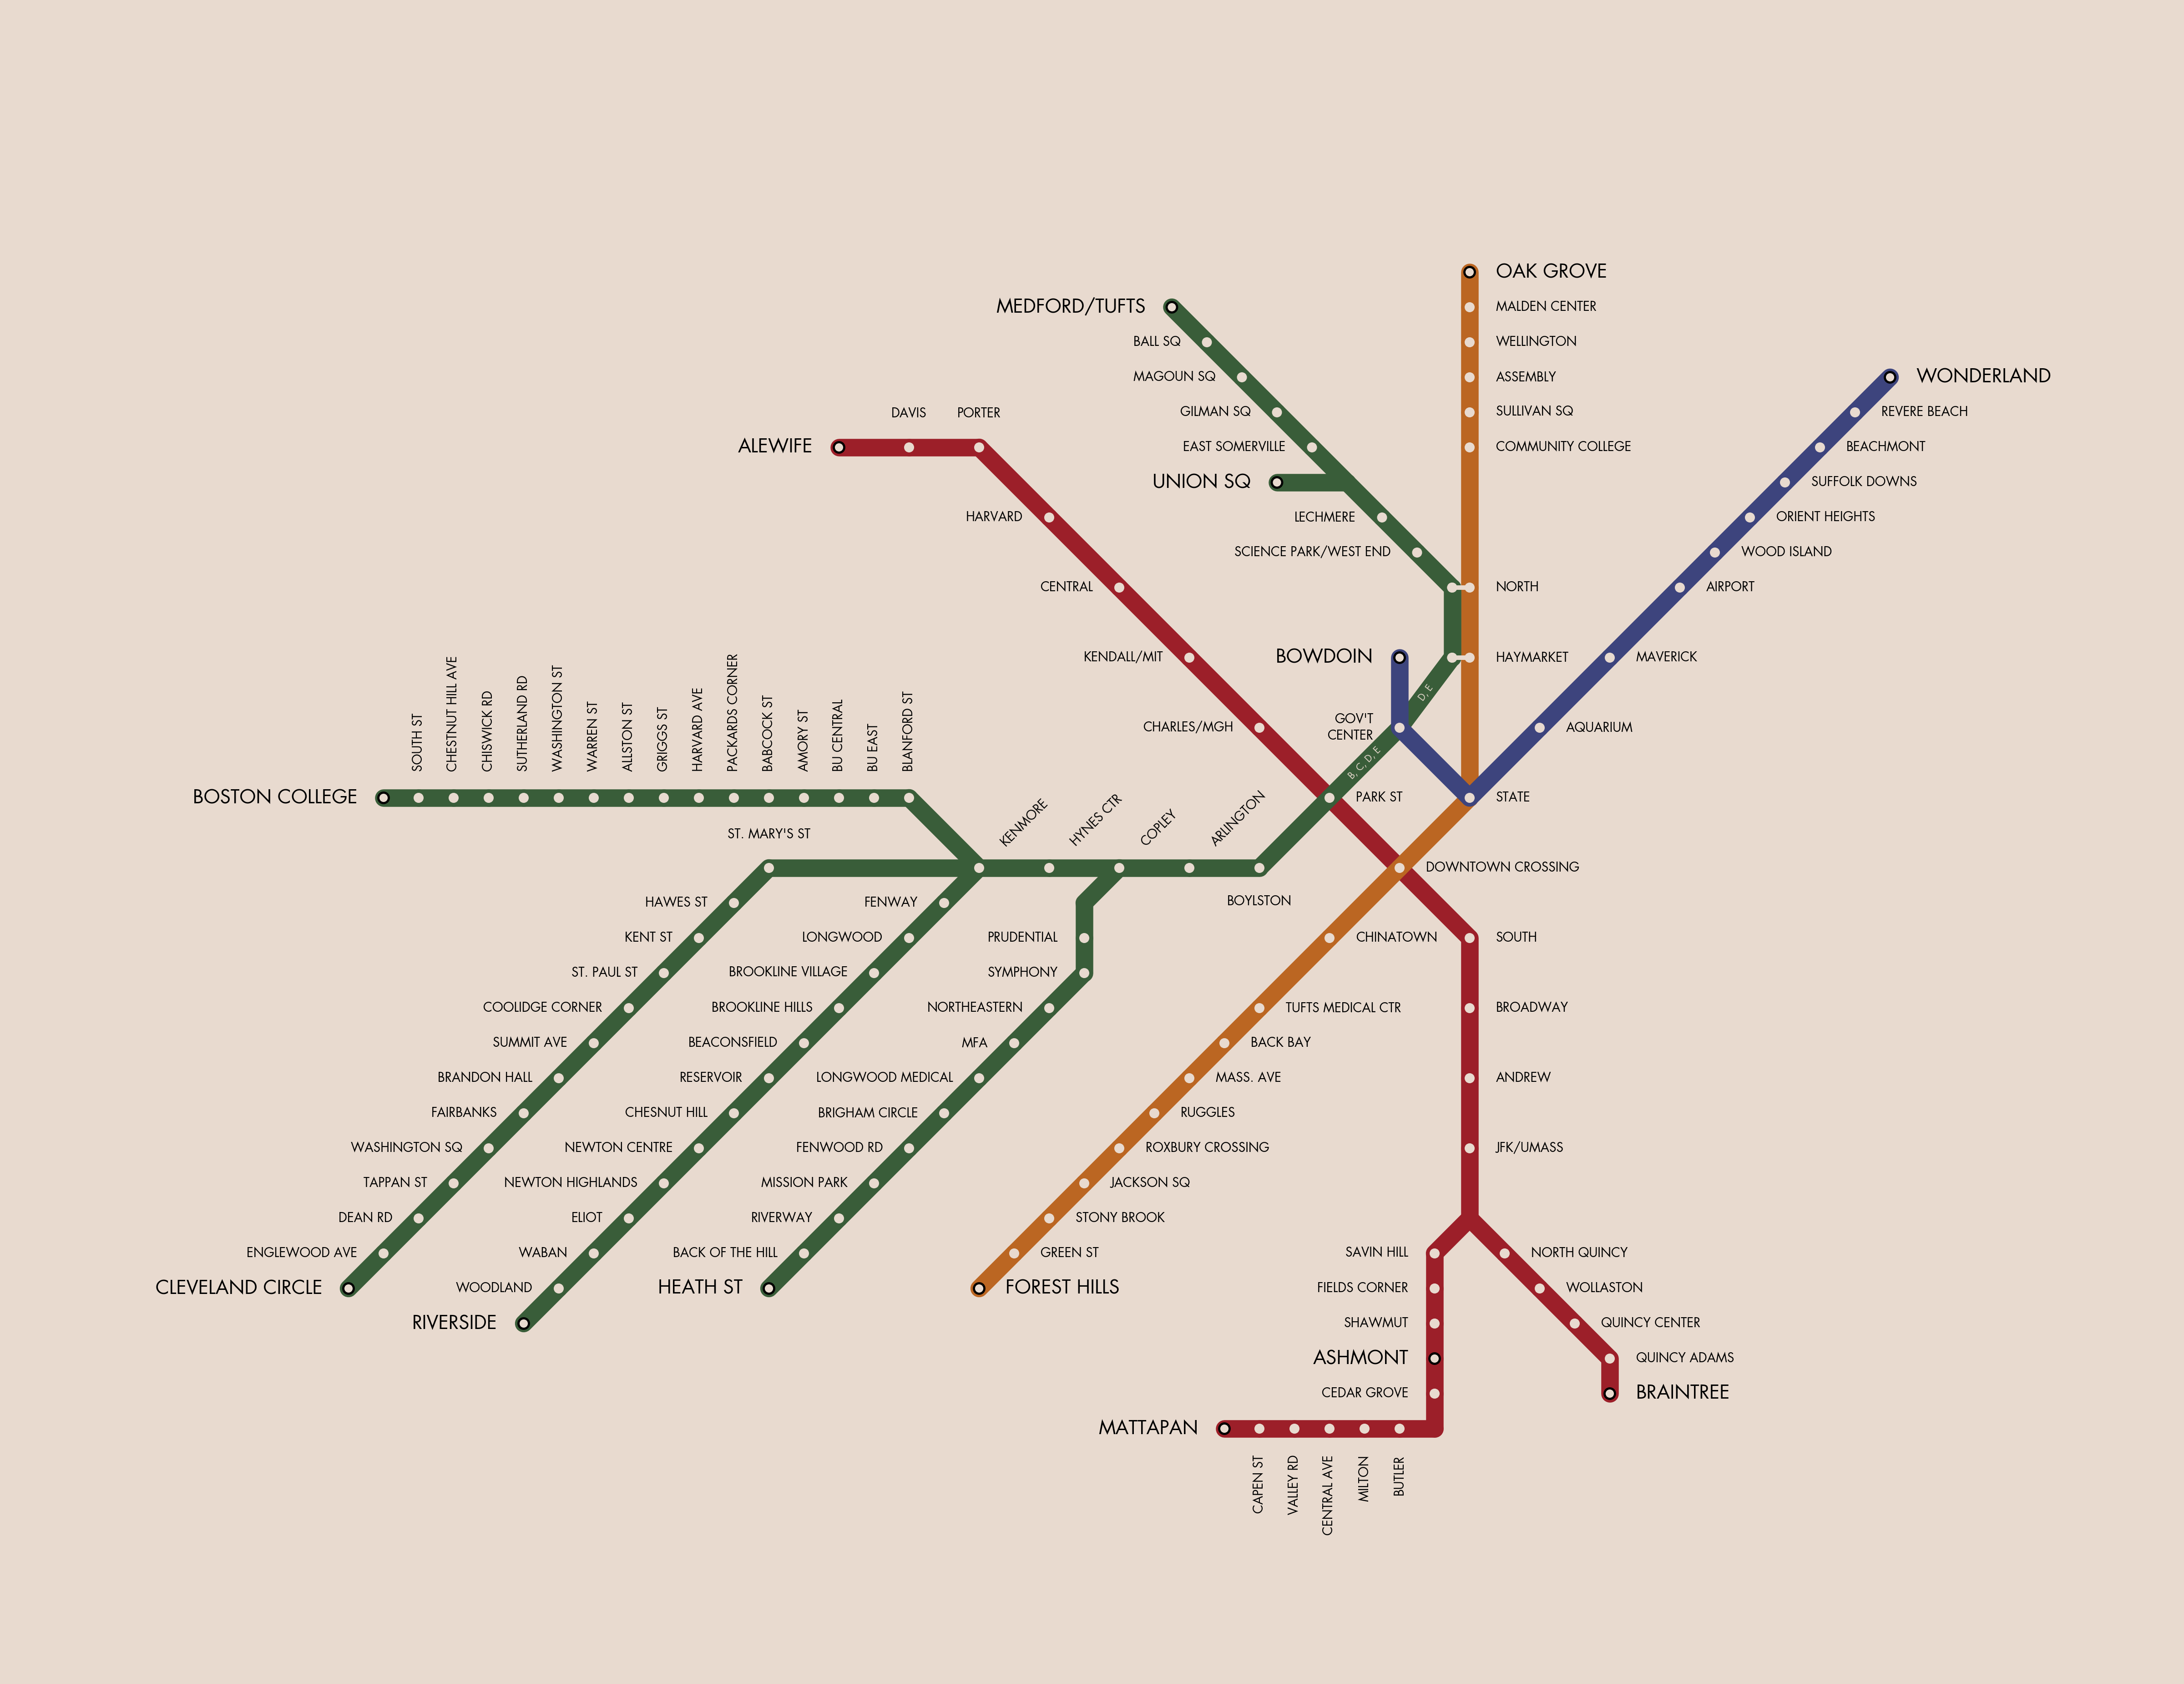 OAK GROVE
MEDFORD/TUFTS
MALDEN CENTER
BALL SQ
WELLINGTON
MAGOUN SQ
ASSEMBLY
WONDERLAND
DAVIS
PORTER
GILMAN SQ
SULLIVAN SQ
REVERE BEACH
ALEWIFE
EAST SOMERVILLE
COMMUNITY COLLEGE
BEACHMONT
UNION SQ
SUFFOLK DOWNS
HARVARD
LECHMERE
ORIENT HEIGHTS
SCIENCE PARK/WEST END
WOOD ISLAND
CENTRAL
NORTH
AIRPORT
KENDALL/MIT
BOWDOIN
HAYMARKET
MAVERICK
D, E
CHARLES/MGH
GOV'T
CENTER
AQUARIUM
B, C, D, E
SOUTH ST
CHESTNUT HILL AVE
CHISWICK RD
SUTHERLAND RD
WASHINGTON ST
WARREN ST
ALLSTON ST
GRIGGS ST
HARVARD AVE
PACKARDS CORNER
BABCOCK ST
AMORY ST
BU CENTRAL
BU EAST
BLANFORD ST
BOSTON COLLEGE
PARK ST
STATE
ST. MARY'S ST
KENMORE
HYNES CTR
COPLEY
ARLINGTON
DOWNTOWN CROSSING
HAWES ST
FENWAY
BOYLSTON
KENT ST
LONGWOOD
PRUDENTIAL
CHINATOWN
SOUTH
ST. PAUL ST
BROOKLINE VILLAGE
SYMPHONY
COOLIDGE CORNER
BROOKLINE HILLS
NORTHEASTERN
TUFTS MEDICAL CTR
BROADWAY
SUMMIT AVE
BEACONSFIELD
MFA
BACK BAY
BRANDON HALL
RESERVOIR
LONGWOOD MEDICAL
MASS. AVE
ANDREW
FAIRBANKS
CHESNUT HILL
BRIGHAM CIRCLE
RUGGLES
WASHINGTON SQ
NEWTON CENTRE
FENWOOD RD
ROXBURY CROSSING
JFK/UMASS
TAPPAN ST
NEWTON HIGHLANDS
MISSION PARK
JACKSON SQ
DEAN RD
ELIOT
RIVERWAY
STONY BROOK
ENGLEWOOD AVE
WABAN
BACK OF THE HILL
GREEN ST
SAVIN HILL
NORTH QUINCY
CLEVELAND CIRCLE
WOODLAND
HEATH ST
FOREST HILLS
FIELDS CORNER
WOLLASTON
RIVERSIDE
SHAWMUT
QUINCY CENTER
ASHMONT
QUINCY ADAMS
CEDAR GROVE
BRAINTREE
MATTAPAN
CAPEN ST
VALLEY RD
CENTRAL AVE
MILTON
BUTLER